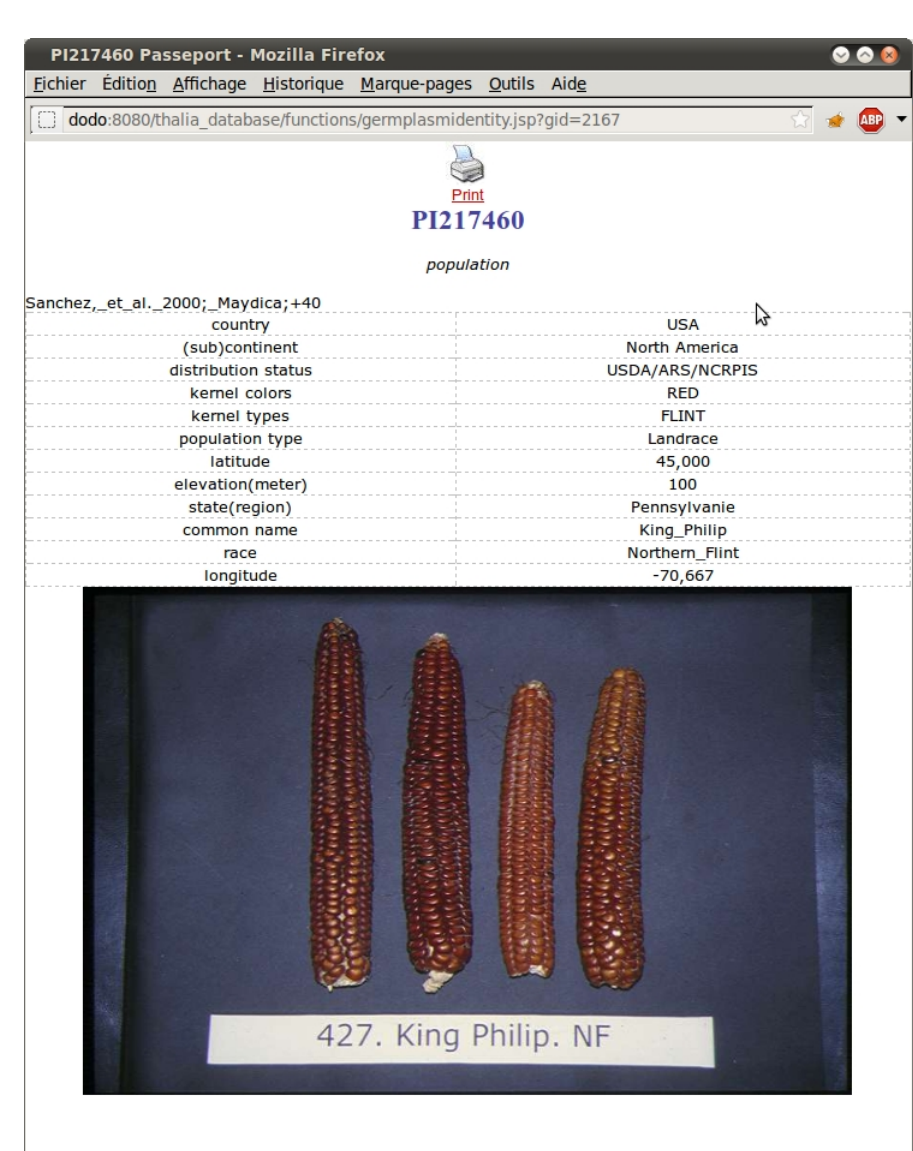 PI217460 Passeport - Mozilla Firefox
Fichier Édition Affichage Historique Marque-pages Outils Aide
dodo:8080/thalia_database/functions/germplasmidentity.jsp?gid=2167
ABP
Print
PI217460
population
Sanchez,_et_al._2000;_Maydica;+40
country USA
(sub)continent North America
distribution status USDA/ARS/NCRPIS
kernel colors RED
kernel types FLINT
population type Landrace
latitude 45,000
elevation(meter) 100
state(region) Pennsylvanie
common name King_Philip
race Northern_Flint
longitude -70,667
427. King Philip. NF